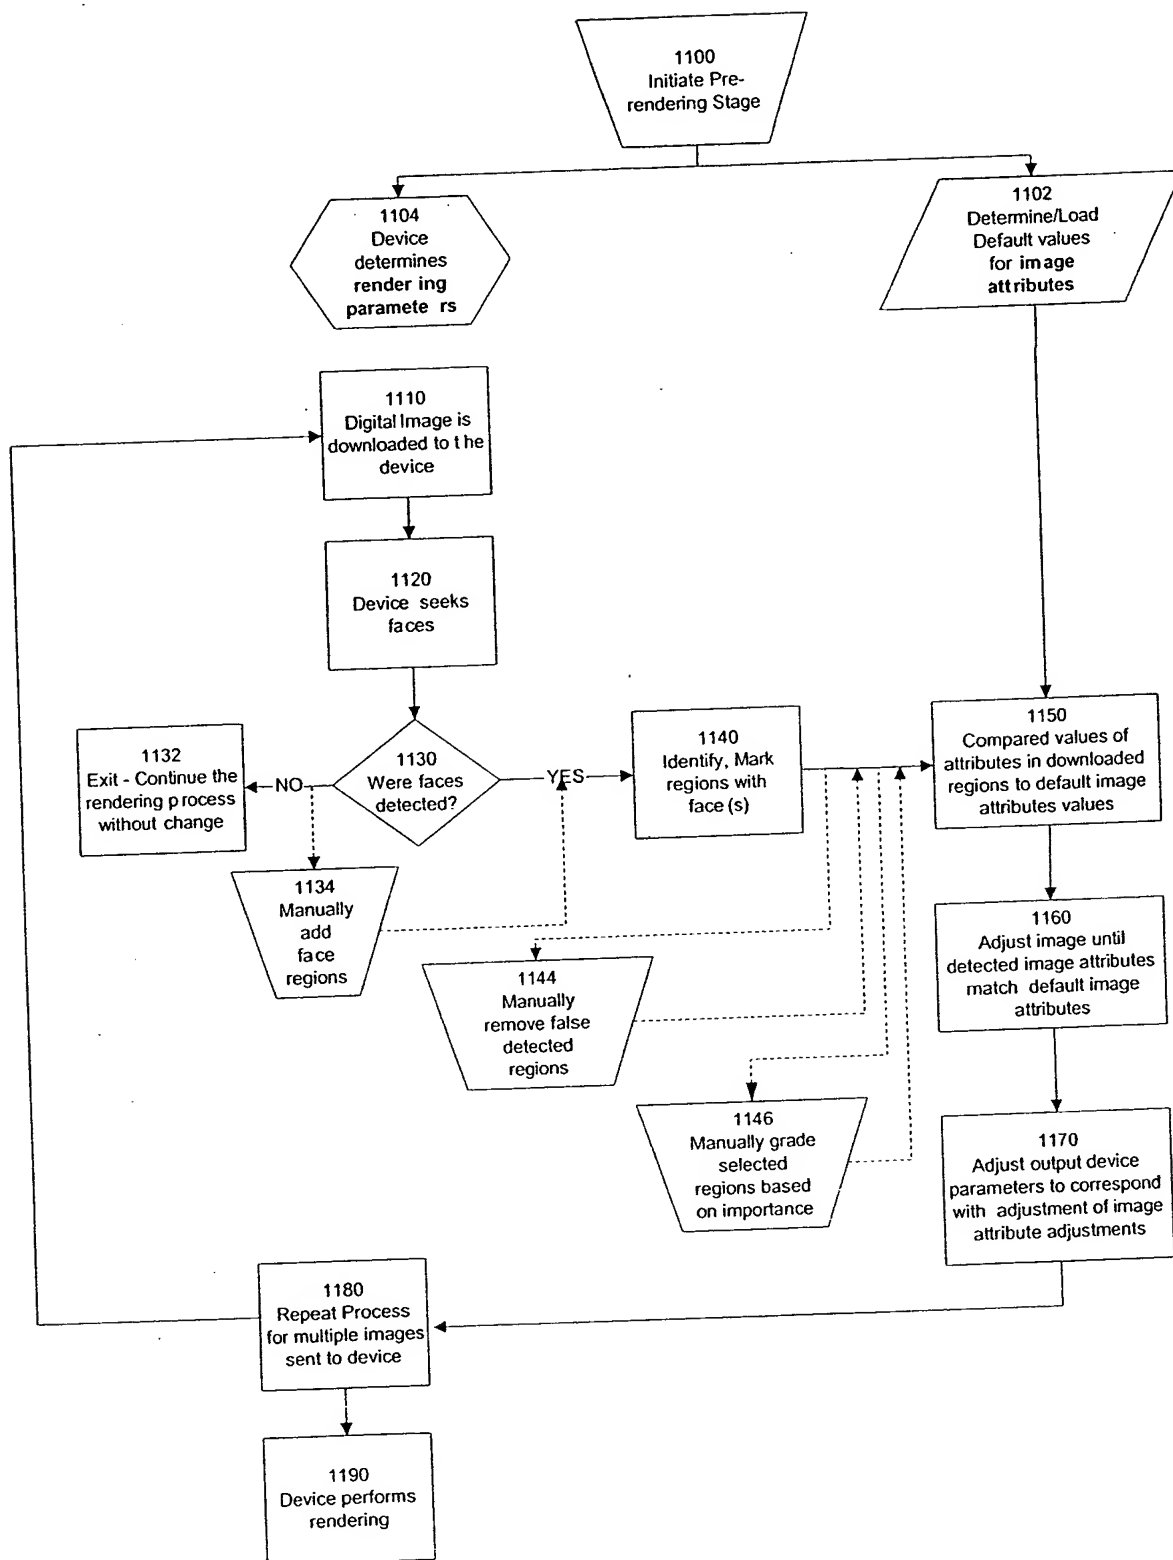 1100
Initiate Pre-
rendering Stage
1104
Device
determines
render ing
paramete rs
1102
Determine/Load
Default values
for image
attributes
1110
Digital Image is
downloaded to t he
device
1120
Device seeks
faces
1130
Were faces
detected?
NO
YES
1132
Exit - Continue the
rendering process
without change
1134
Manually
add
face
regions
1140
Identify, Mark
regions with
face (s)
1144
Manually
remove false
detected
regions
1146
Manually grade
selected
regions based
on importance
1150
Compared values of
attributes in downloaded
regions to default image
attributes values
1160
Adjust image until
detected image attributes
match default image
attributes
1170
Adjust output device
parameters to correspond
with adjustment of image
attribute adjustments
1180
Repeat Process
for multiple images
sent to device
1190
Device performs
rendering